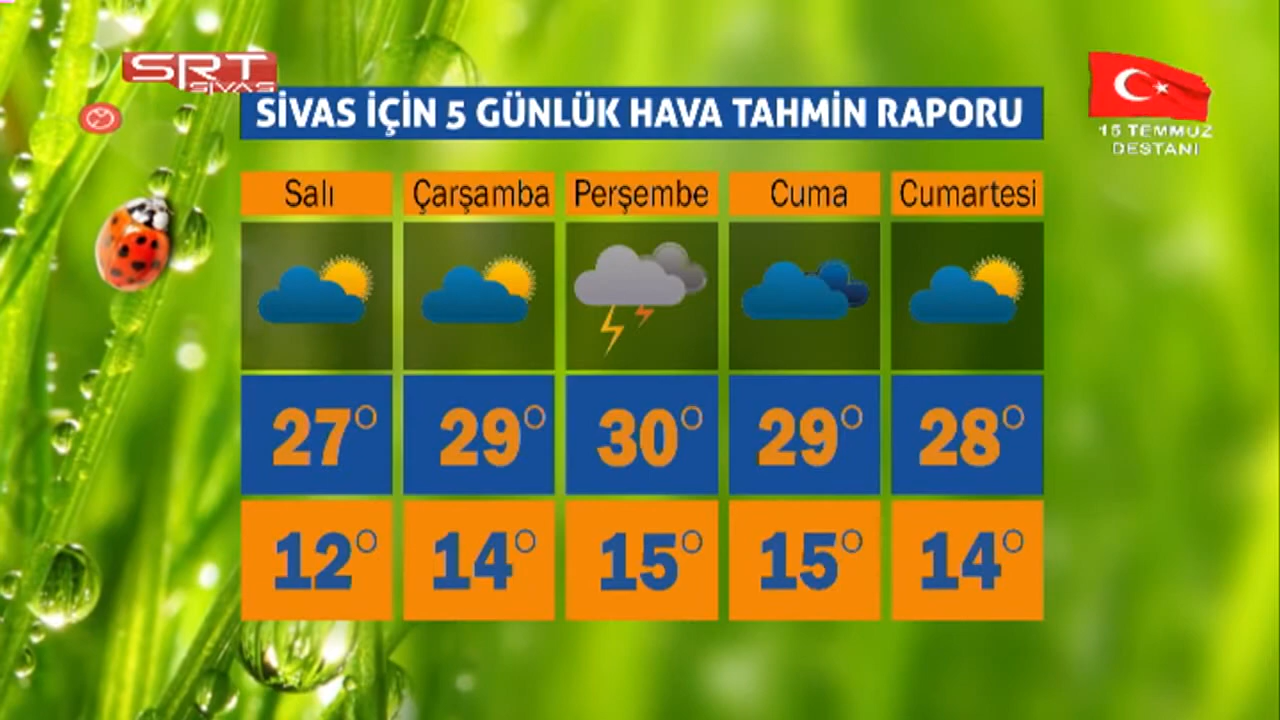 SRT
SİVAS
SİVAS İÇİN 5 GÜNLÜK HAVA TAHMİN RAPORU
15 TEMMUZ
DESTANI
Salı Çarşamba Perşembe Cuma Cumartesi
27° 29° 30° 29° 28°
12° 14° 15° 15° 14°